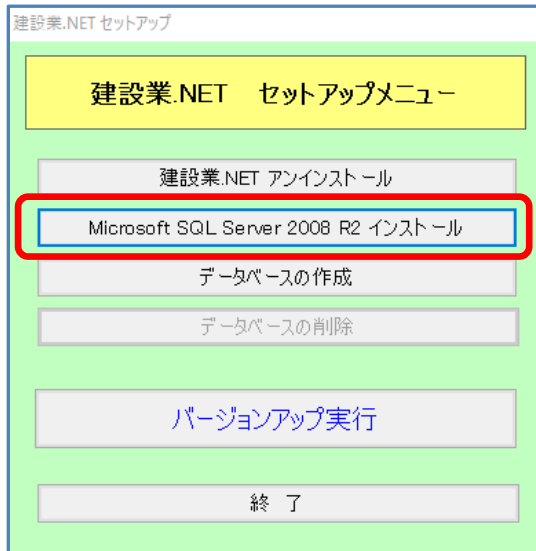 建設業.NET セットアップ
建設業.NET　セットアップメニュー
建設業.NET アンインストール
Microsoft SQL Server 2008 R2 インストール
データベースの作成
データベースの削除
バージョンアップ実行
終 了